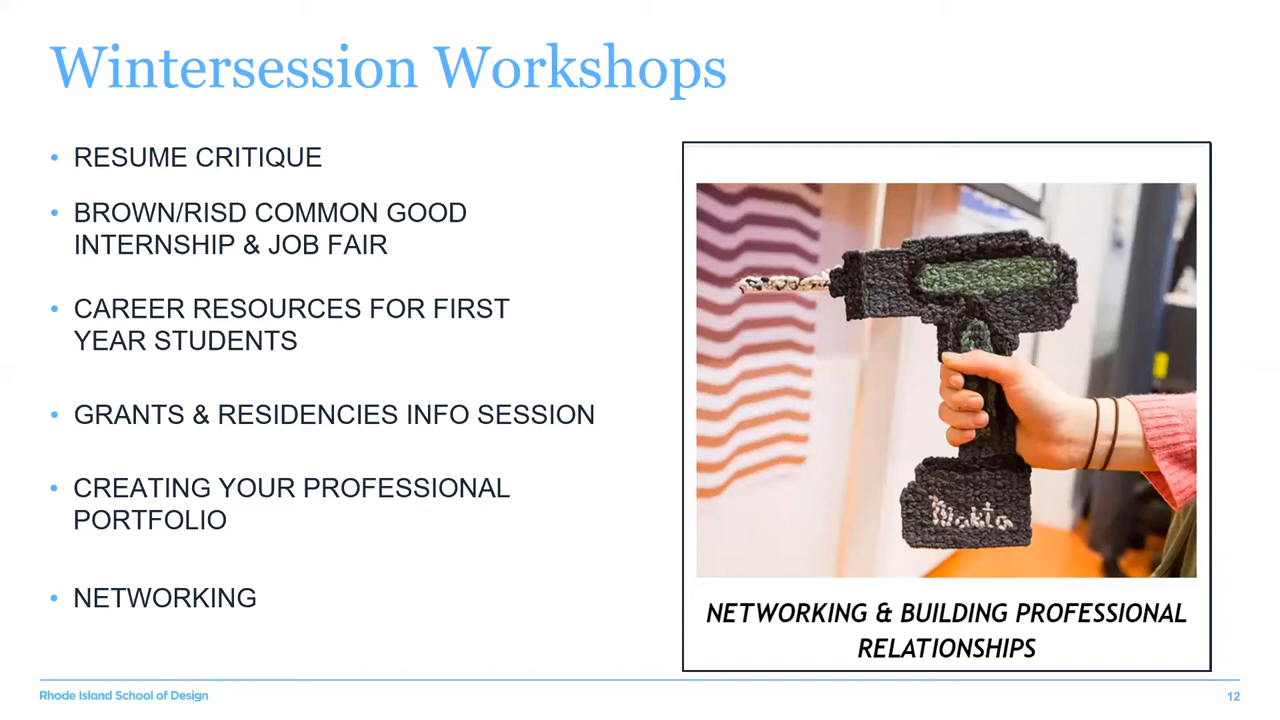 Wintersession Workshops
• RESUME CRITIQUE
• BROWN/RISD COMMON GOOD
INTERNSHIP & JOB FAIR
• CAREER RESOURCES FOR FIRST
YEAR STUDENTS
• GRANTS & RESIDENCIES INFO SESSION
• CREATING YOUR PROFESSIONAL
PORTFOLIO
• NETWORKING
Makta
NETWORKING & BUILDING PROFESSIONAL
RELATIONSHIPS
Rhode Island School of Design
12